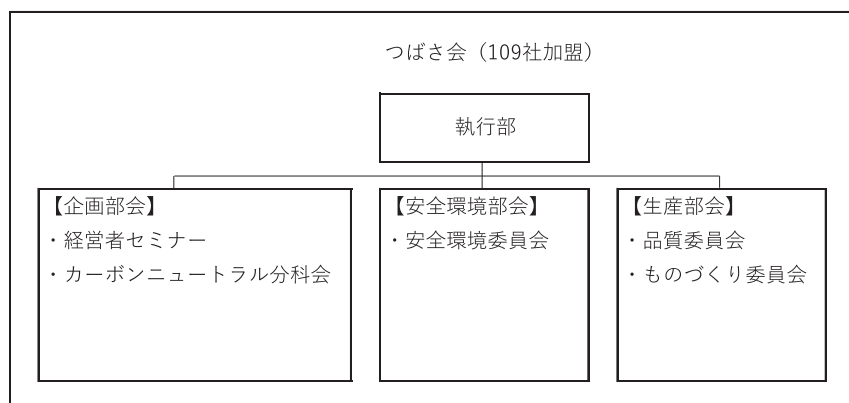 つばさ会（109社加盟）
執行部
【企画部会】
・経営者セミナー
・カーボンニュートラル分科会
【安全環境部会】
・安全環境委員会
【生産部会】
・品質委員会
・ものづくり委員会